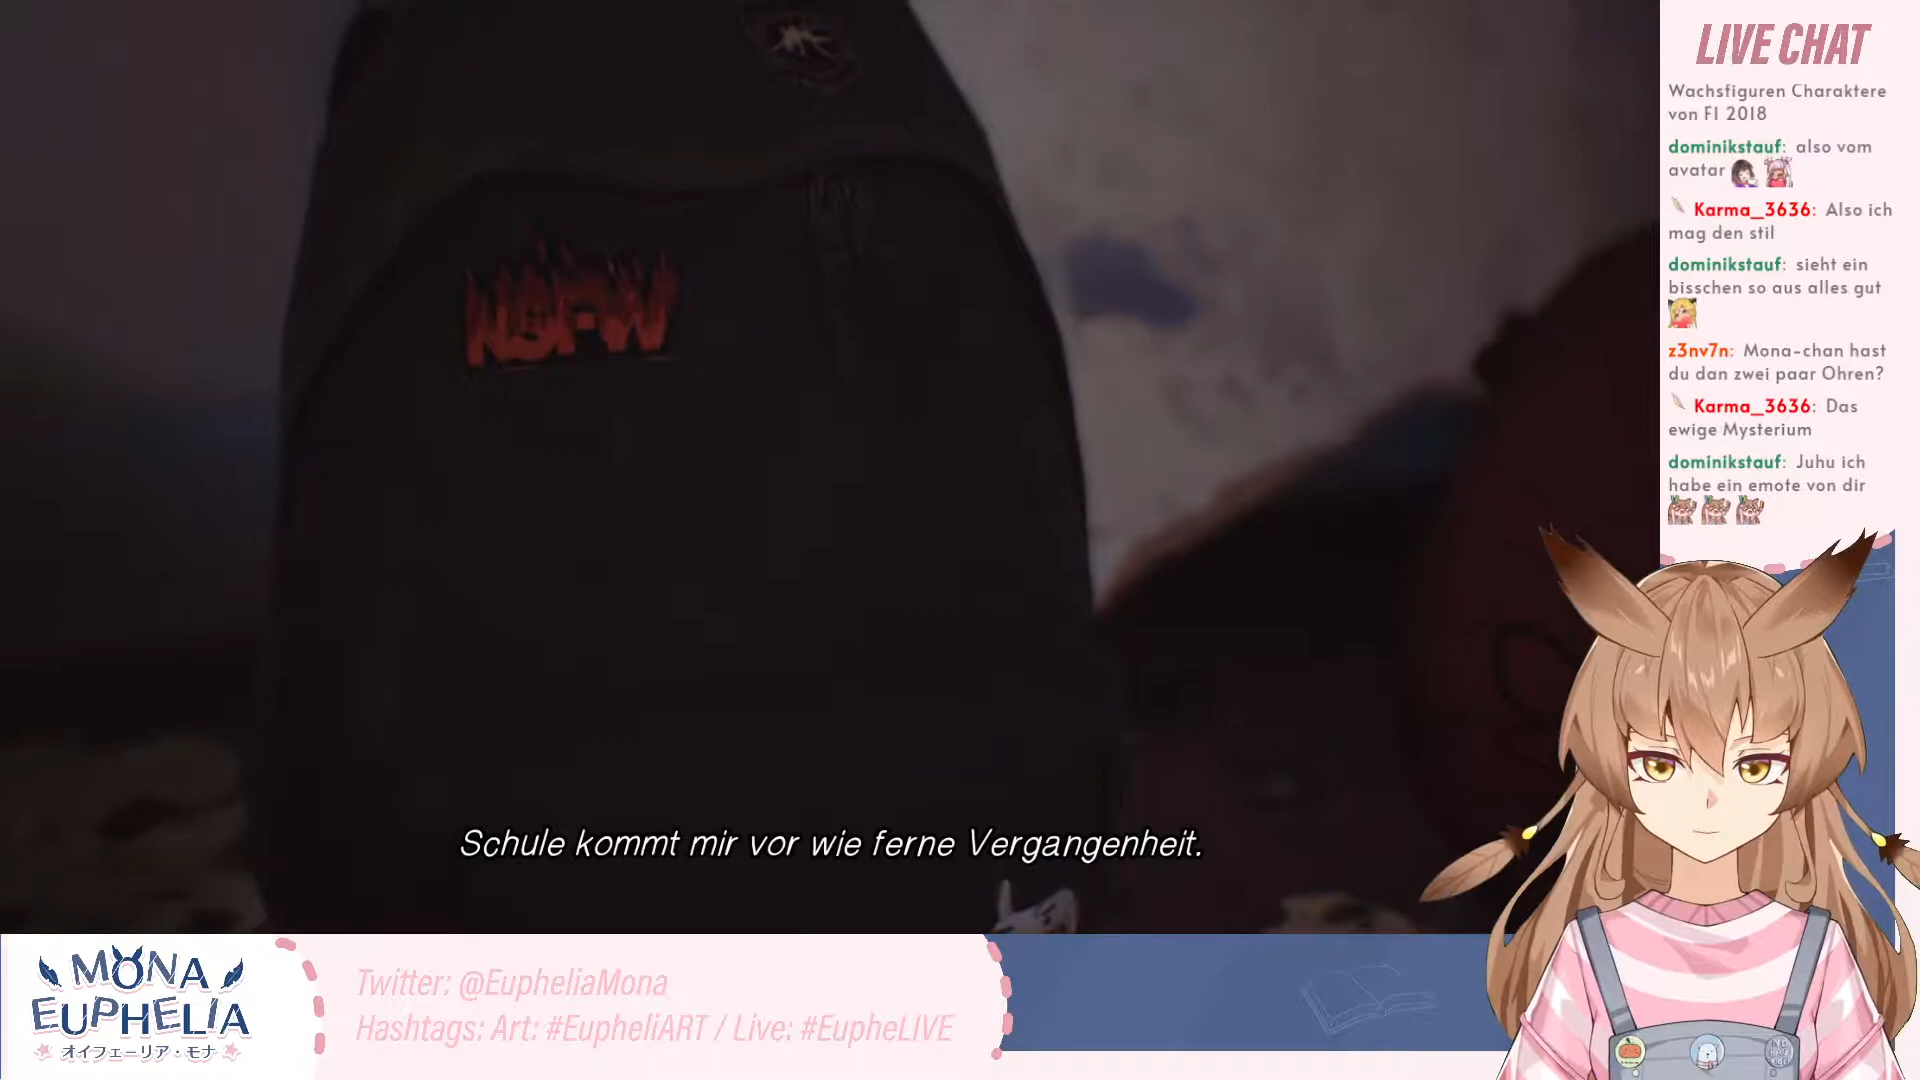 LIVE CHAT
Wachsfiguren Charaktere
von F1 2018
dominikstauf: also vom
avatar
Karma_3636: Also ich
mag den stil
dominikstauf: sieht ein
bisschen so aus alles gut
z3nv7n: Mona-chan hast
du dan zwei paar Ohren?
Karma_3636: Das
ewige Mysterium
dominikstauf: Juhu ich
habe ein emote von dir
NSFW
Schule kommt mir vor wie ferne Vergangenheit.
MONA
EUPHELIA
オイフェーリア・モナ
Twitter: @EupheliaMona
Hashtags: Art: #EupheliART / Live: #EupheLIVE